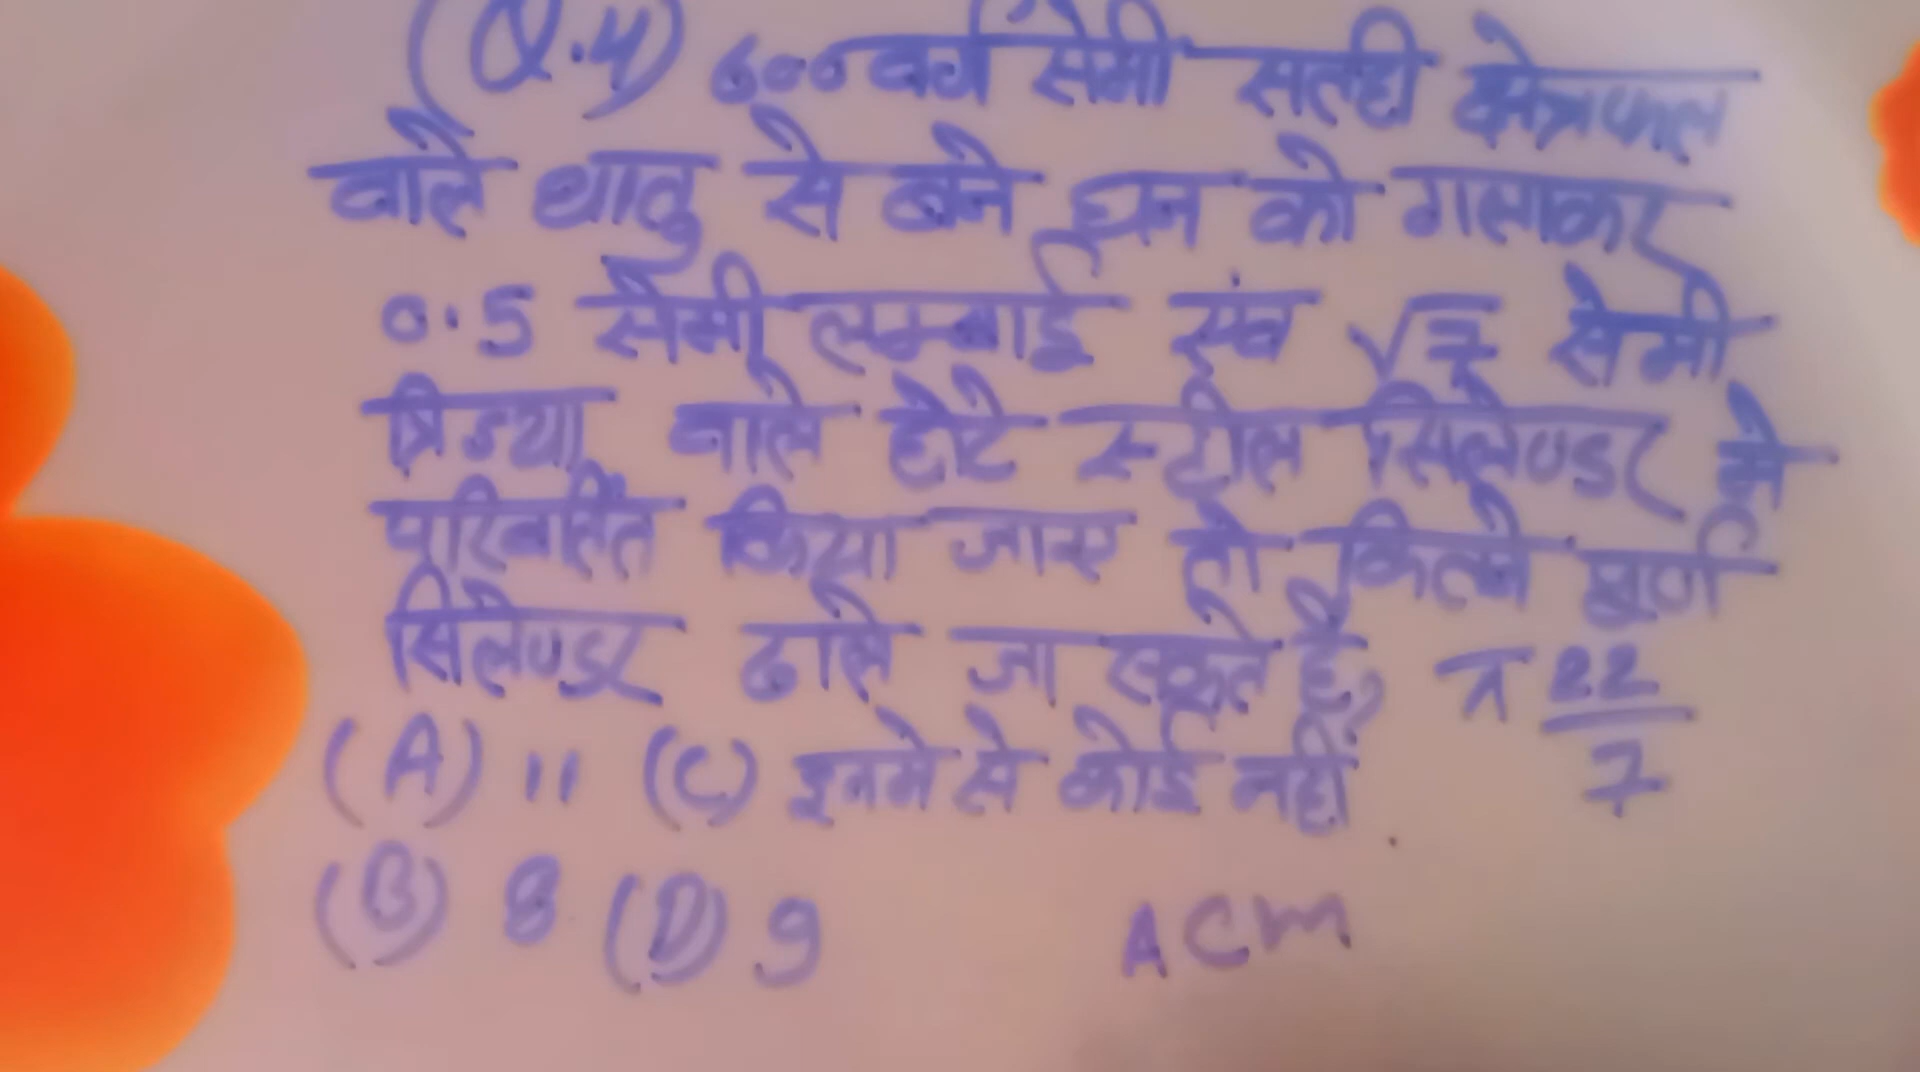 (Q.4) 600 वर्ग सेमी सतही क्षेत्रफल
वाले धातु से बने घन को गलाकर
0.5 सेमी लम्बाई एंव √7 सेमी
त्रिज्या वाले छोटे स्टील सिलेण्डर मे
परिवर्तित किया जाए तो कितने पूर्ण
सिलेण्डर ढाले जा सकते है? π 22/7
(A) 11 (C) इनमे से कोई नहीं
(B) 8 (D) 9 ACM